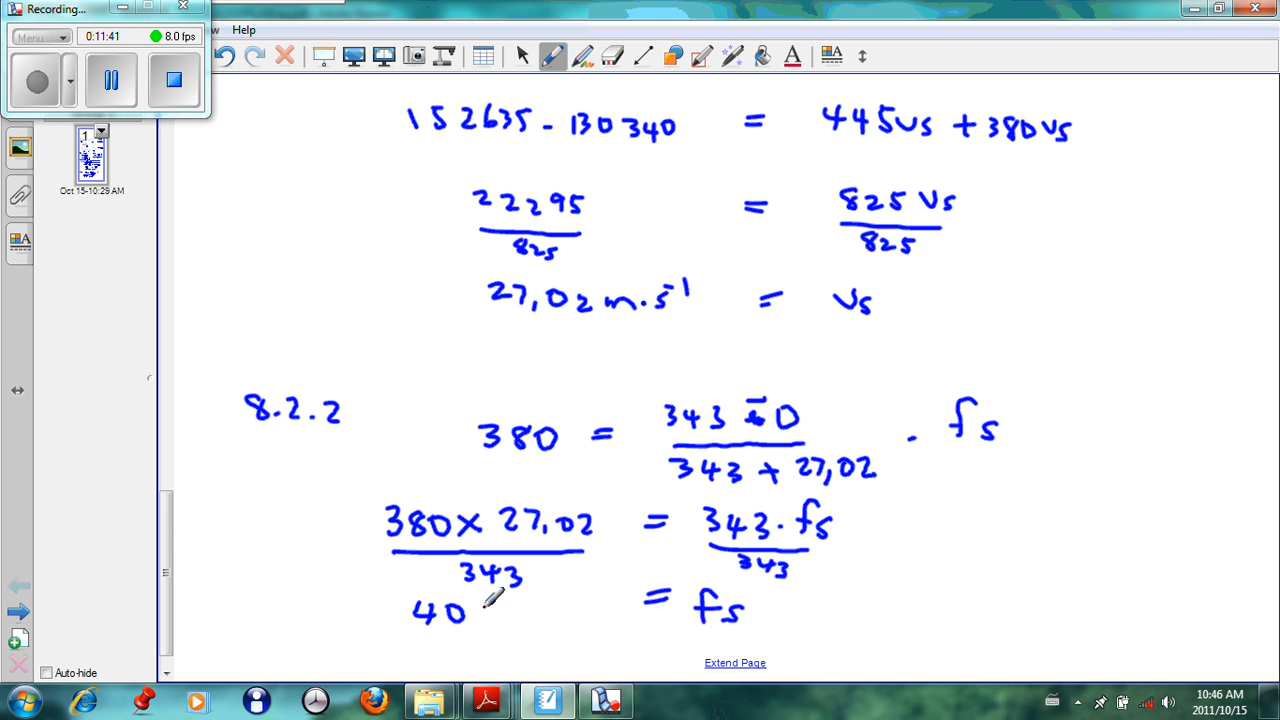 Recording...
Menu
0:11:41
8.0 fps
Help
1
Oct 15-10:29 AM
152635 - 130340 = 445Vs + 380Vs
22295 = 825 Vs
825 825
27,02 m.s⁻¹ = Vs
8.2.2
380 = 343 - 0 . fs
343 + 27,02
380 × 27,02 = 343. fs
343 343
40 = fs
Extend Page
Auto-hide
10:46 AM
2011/10/15